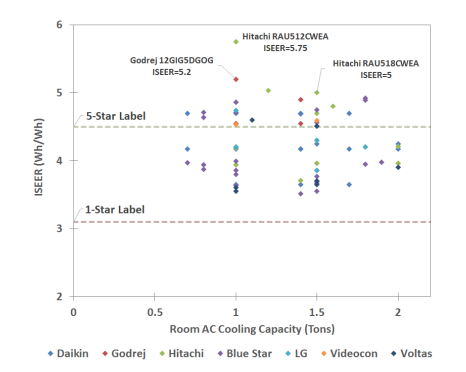 6
5
4
3
2
ISEER (Wh/Wh)
Hitachi RAU512CWEA
ISEER=5.75
Godrej 12GIG5DGOG
ISEER=5.2
Hitachi RAU518CWEA
ISEER=5
5-Star Label
1-Star Label
0 0.5 1 1.5 2
Room AC Cooling Capacity (Tons)
Daikin Godrej Hitachi Blue Star LG Videocon Voltas